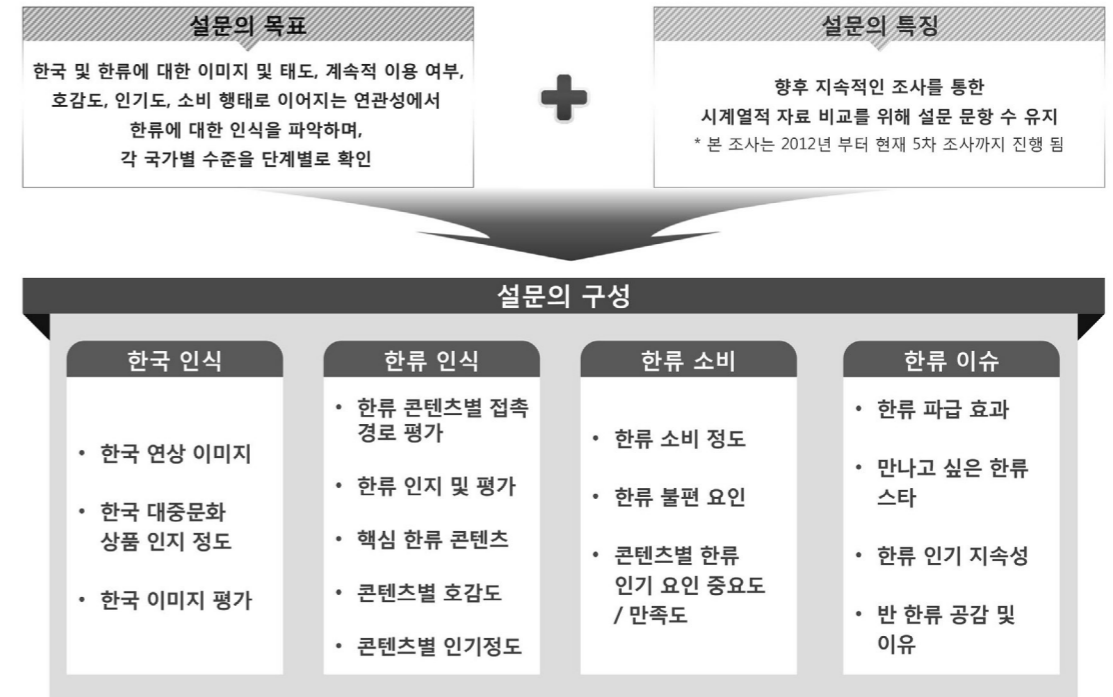 설문의 목표
한국 및 한류에 대한 이미지 및 태도, 계속적 이용 여부,
호감도, 인기도, 소비 행태로 이어지는 연관성에서
한류에 대한 인식을 파악하며,
각 국가별 수준을 단계별로 확인
설문의 특징
향후 지속적인 조사를 통한
시계열적 자료 비교를 위해 설문 문항 수 유지
* 본 조사는 2012년 부터 현재 5차 조사까지 진행 됨
설문의 구성
한국 인식
• 한국 연상 이미지
• 한국 대중문화
상품 인지 정도
• 한국 이미지 평가
한류 인식
• 한류 콘텐츠별 접촉
경로 평가
• 한류 인지 및 평가
• 핵심 한류 콘텐츠
• 콘텐츠별 호감도
• 콘텐츠별 인기정도
한류 소비
• 한류 소비 정도
• 한류 불편 요인
• 콘텐츠별 한류
인기 요인 중요도
/ 만족도
한류 이슈
• 한류 파급 효과
• 만나고 싶은 한류
스타
• 한류 인기 지속성
• 반 한류 공감 및
이유